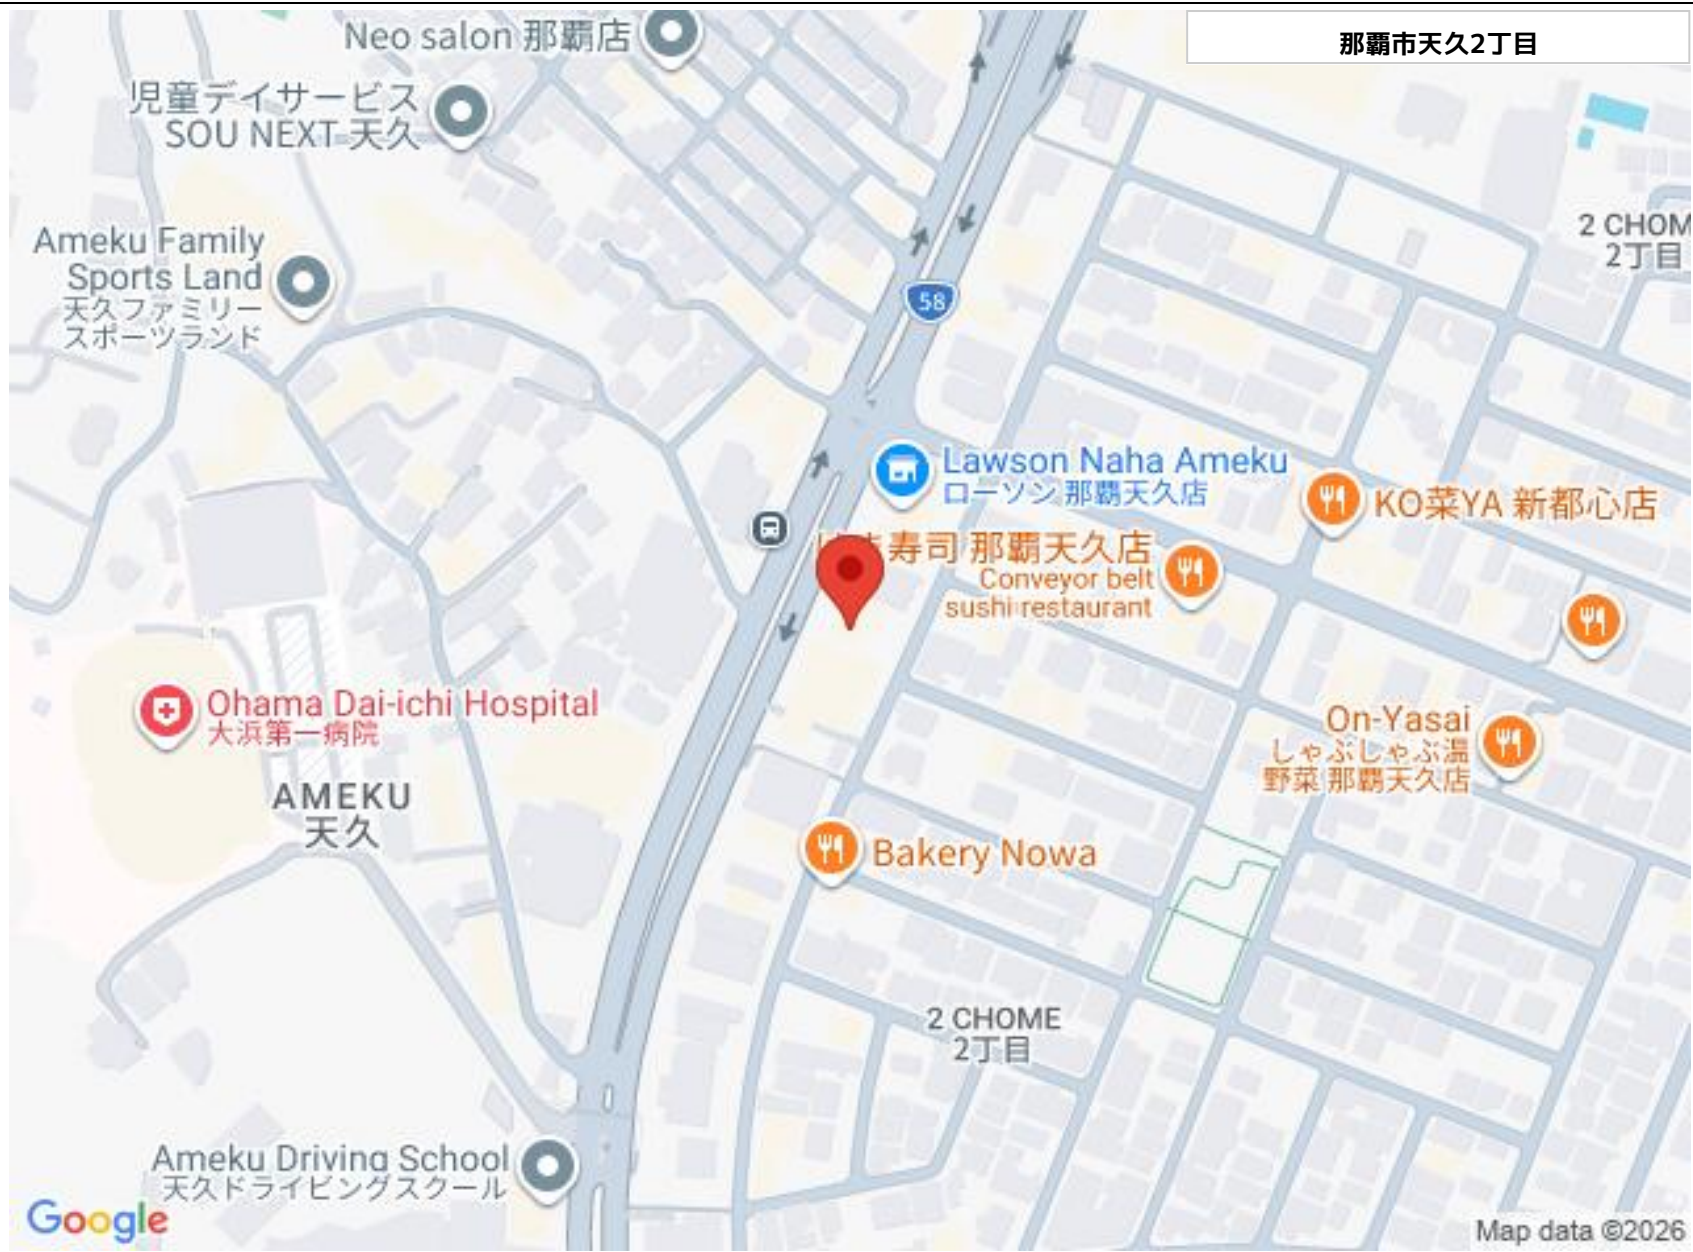 那覇市天久2丁目
Neo salon 那覇店
児童デイサービス
SOU NEXT 天久
2 CHOM
2丁目
Ameku Family
Sports Land
天久ファミリー
スポーツランド
58
Lawson Naha Ameku
ローソン 那覇天久店
KO菜YA 新都心店
寿司 那覇天久店
Conveyor belt
sushi restaurant
Ohama Dai-ichi Hospital
大浜第一病院
On-Yasai
しゃぶしゃぶ温
野菜 那覇天久店
AMEKU
天久
Bakery Nowa
2 CHOME
2丁目
Ameku Driving School
天久ドライビングスクール
Google
Map data ©2026